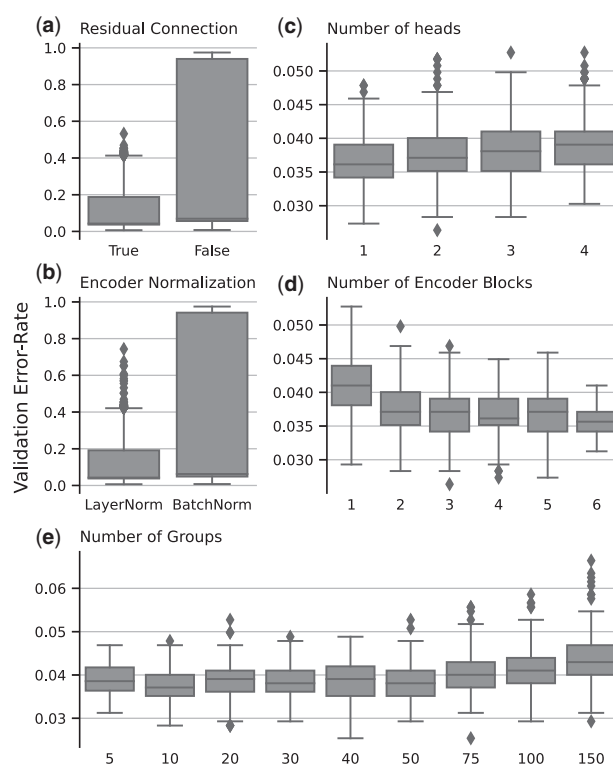 (a) Residual Connection
1.0
0.8
0.6
0.4
0.2
0.0
True False
(b) Encoder Normalization
1.0
0.8
0.6
0.4
0.2
0.0
LayerNorm BatchNorm
Validation Error-Rate
(c) Number of heads
0.050
0.045
0.040
0.035
0.030
1 2 3 4
(d) Number of Encoder Blocks
0.050
0.045
0.040
0.035
0.030
1 2 3 4 5 6
(e) Number of Groups
0.06
0.05
0.04
0.03
5 10 20 30 40 50 75 100 150